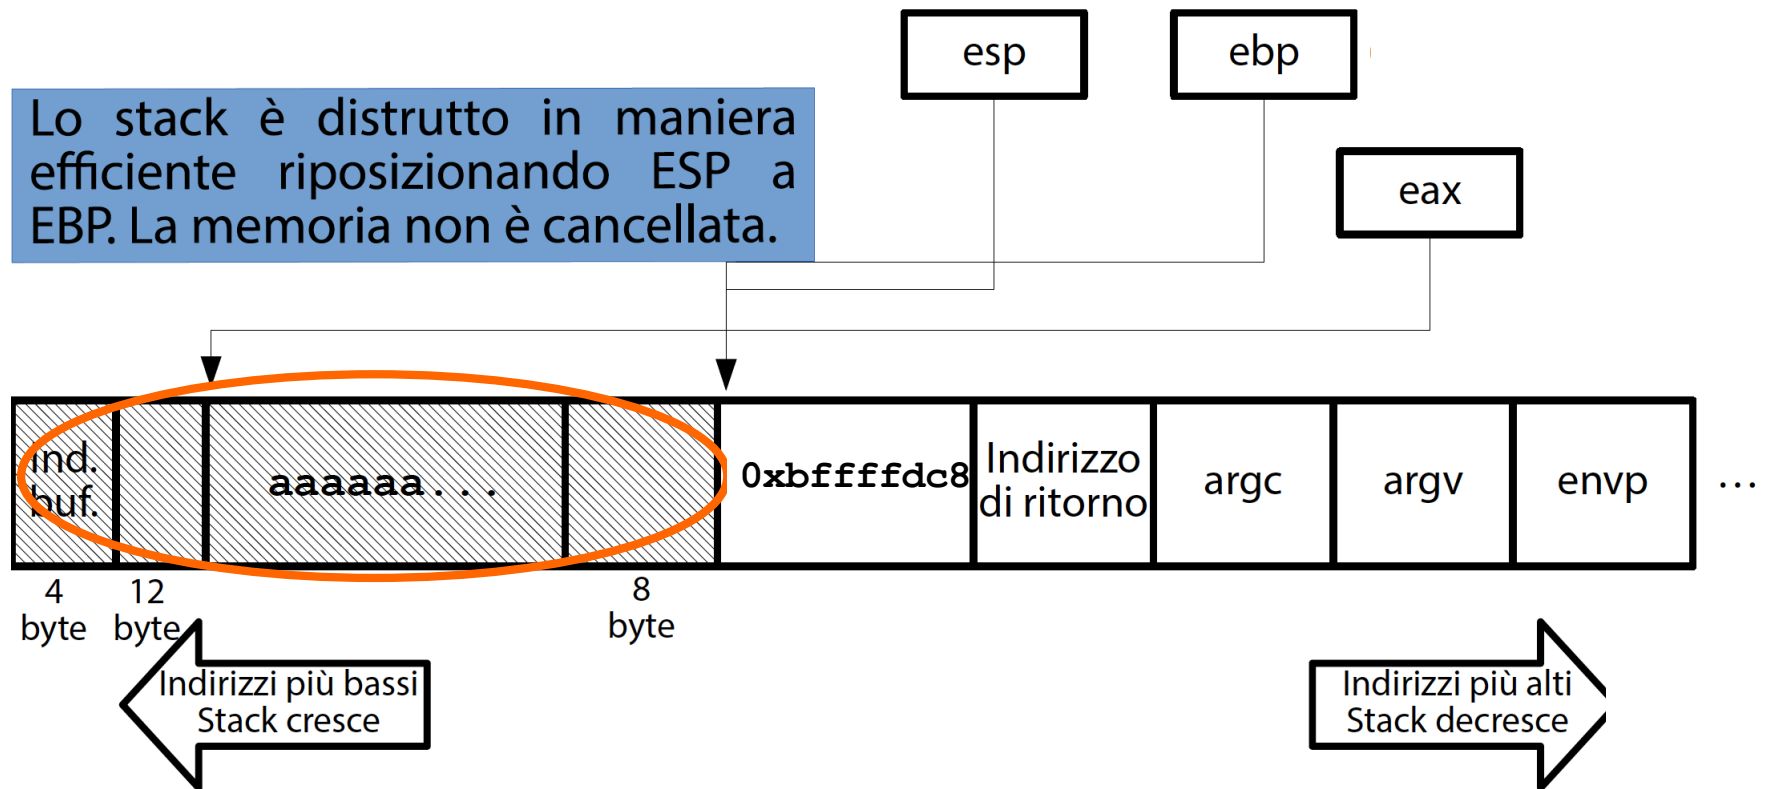 esp
ebp
Lo stack è distrutto in maniera
efficiente riposizionando ESP a
EBP. La memoria non è cancellata.
eax
Ind.
buf.
aaaaaa...
0xbffffdc8
Indirizzo
di ritorno
argc
argv
envp
...
4
byte
12
byte
8
byte
Indirizzi più bassi
Stack cresce
Indirizzi più alti
Stack decresce